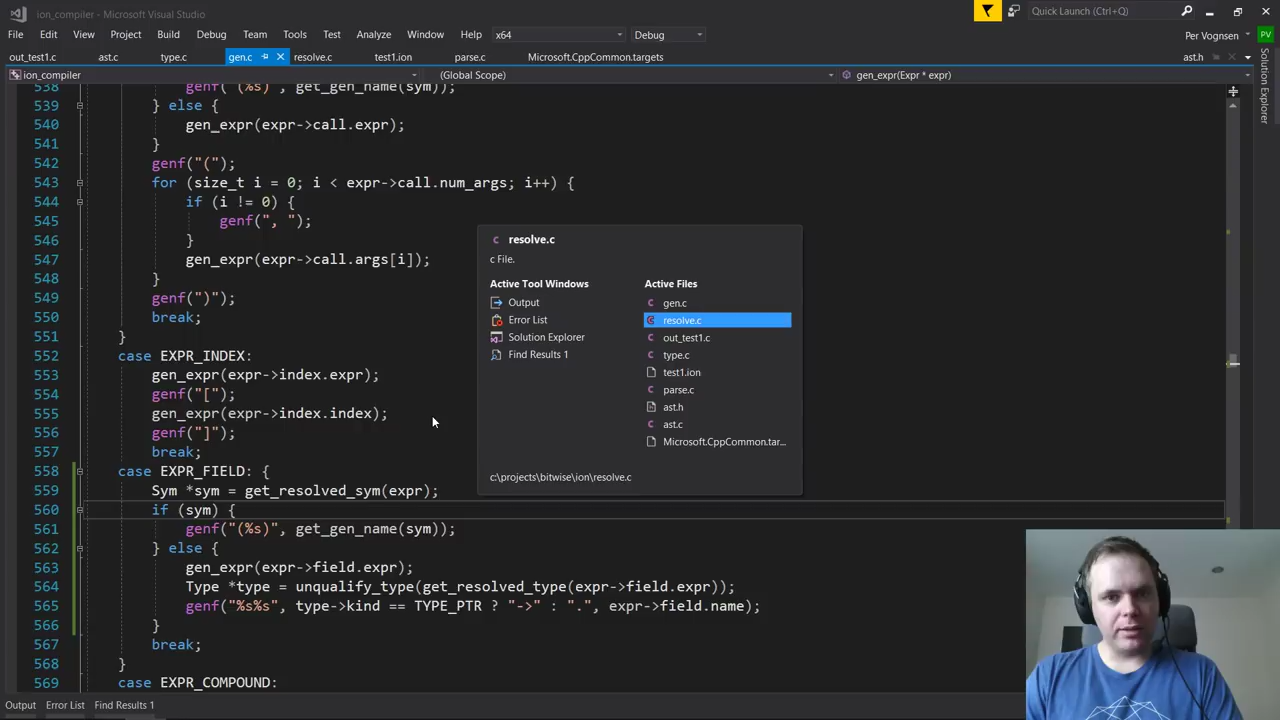 ion_compiler - Microsoft Visual Studio
Quick Launch (Ctrl+Q)
File Edit View Project Build Debug Team Tools Test Analyze Window Help x64 Debug
Per Vognsen PV
out_test1.c ast.c type.c gen.c resolve.c test1.ion parse.c Microsoft.CppCommon.targets ast.h
ion_compiler (Global Scope) gen_expr(Expr * expr)
Solution Explorer
538 genf("(%s)", get_gen_name(sym));
539 } else {
540 gen_expr(expr->call.expr);
541 }
542 genf("(");
543 for (size_t i = 0; i < expr->call.num_args; i++) {
544 if (i != 0) {
545 genf(", ");
546 }
547 gen_expr(expr->call.args[i]);
548 }
549 genf(")");
550 break;
551 }
552 case EXPR_INDEX:
553 gen_expr(expr->index.expr);
554 genf("[");
555 gen_expr(expr->index.index);
556 genf("]");
557 break;
558 case EXPR_FIELD: {
559 Sym *sym = get_resolved_sym(expr);
560 if (sym) {
561 genf("(%s)", get_gen_name(sym));
562 } else {
563 gen_expr(expr->field.expr);
564 Type *type = unqualify_type(get_resolved_type(expr->field.expr));
565 genf("%s%s", type->kind == TYPE_PTR ? "->" : ".", expr->field.name);
566 }
567 break;
568 }
569 case EXPR_COMPOUND:
resolve.c
c File.
Active Tool Windows
Output
Error List
Solution Explorer
Find Results 1
Active Files
gen.c
resolve.c
out_test1.c
type.c
test1.ion
parse.c
ast.h
ast.c
Microsoft.CppCommon.tar...
c:\projects\bitwise\ion\resolve.c
Output Error List Find Results 1